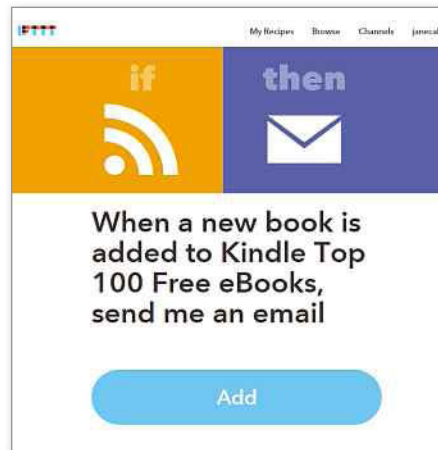 IFTTT My Recipes Browse Channels janecal
if then
When a new book is
added to Kindle Top
100 Free eBooks,
send me an email
Add